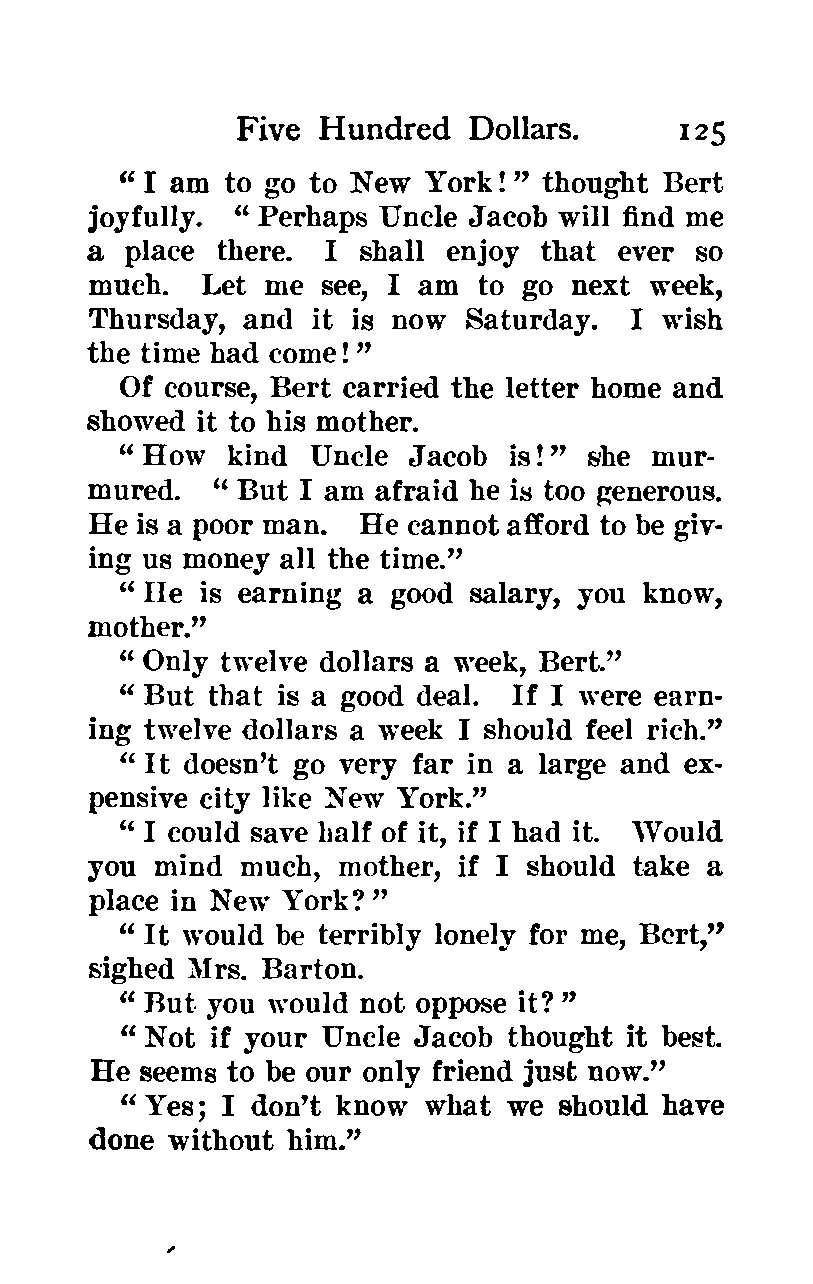 Five Hundred Dollars. 125
“I am to go to New York!” thought Bert
joyfully. “Perhaps Uncle Jacob will find me
a place there. I shall enjoy that ever so
much. Let me see, I am to go next week,
Thursday, and it is now Saturday. I wish
the time had come!”
Of course, Bert carried the letter home and
showed it to his mother.
“How kind Uncle Jacob is!” she mur-
mured. “But I am afraid he is too generous.
He is a poor man. He cannot afford to be giv-
ing us money all the time.”
“He is earning a good salary, you know,
mother.”
“Only twelve dollars a week, Bert.”
“But that is a good deal. If I were earn-
ing twelve dollars a week I should feel rich.”
“It doesn’t go very far in a large and ex-
pensive city like New York.”
“I could save half of it, if I had it. Would
you mind much, mother, if I should take a
place in New York?”
“It would be terribly lonely for me, Bert,”
sighed Mrs. Barton.
“But you would not oppose it?”
“Not if your Uncle Jacob thought it best.
He seems to be our only friend just now.”
“Yes; I don’t know what we should have
done without him.”